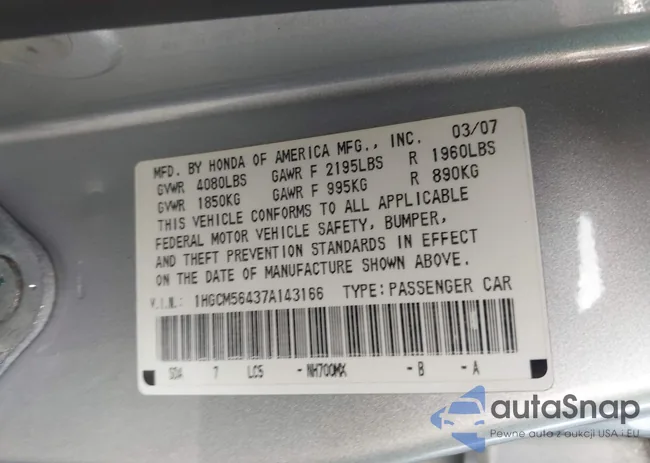 MFD. BY HONDA OF AMERICA MFG., INC. 03/07
GVWR 4080LBS GAWR F 2195LBS R 1960LBS
GVWR 1850KG GAWR F 995KG R 890KG
THIS VEHICLE CONFORMS TO ALL APPLICABLE
FEDERAL MOTOR VEHICLE SAFETY, BUMPER,
AND THEFT PREVENTION STANDARDS IN EFFECT
ON THE DATE OF MANUFACTURE SHOWN ABOVE.
V.I.N.: 1HGCM56437A143166 TYPE:PASSENGER CAR
SDA 7 LC5 -NH700MX -B -A
autaSnap
Pewne auta z aukcji USA i EU